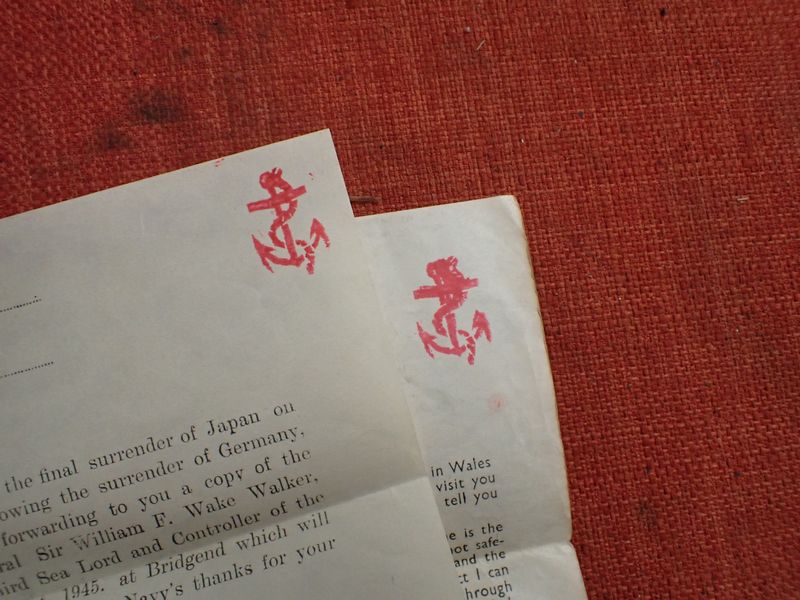 the final surrender of Japan on
owing the surrender of Germany,
forwarding to you a copy of the
ral Sir William F. Wake Walker,
ird Sea Lord and Controller of the
1945. at Bridgend which will
Navy's thanks for your
in Wales
visit you
tell you
e is the
not safe-
and the
t I can
hrough